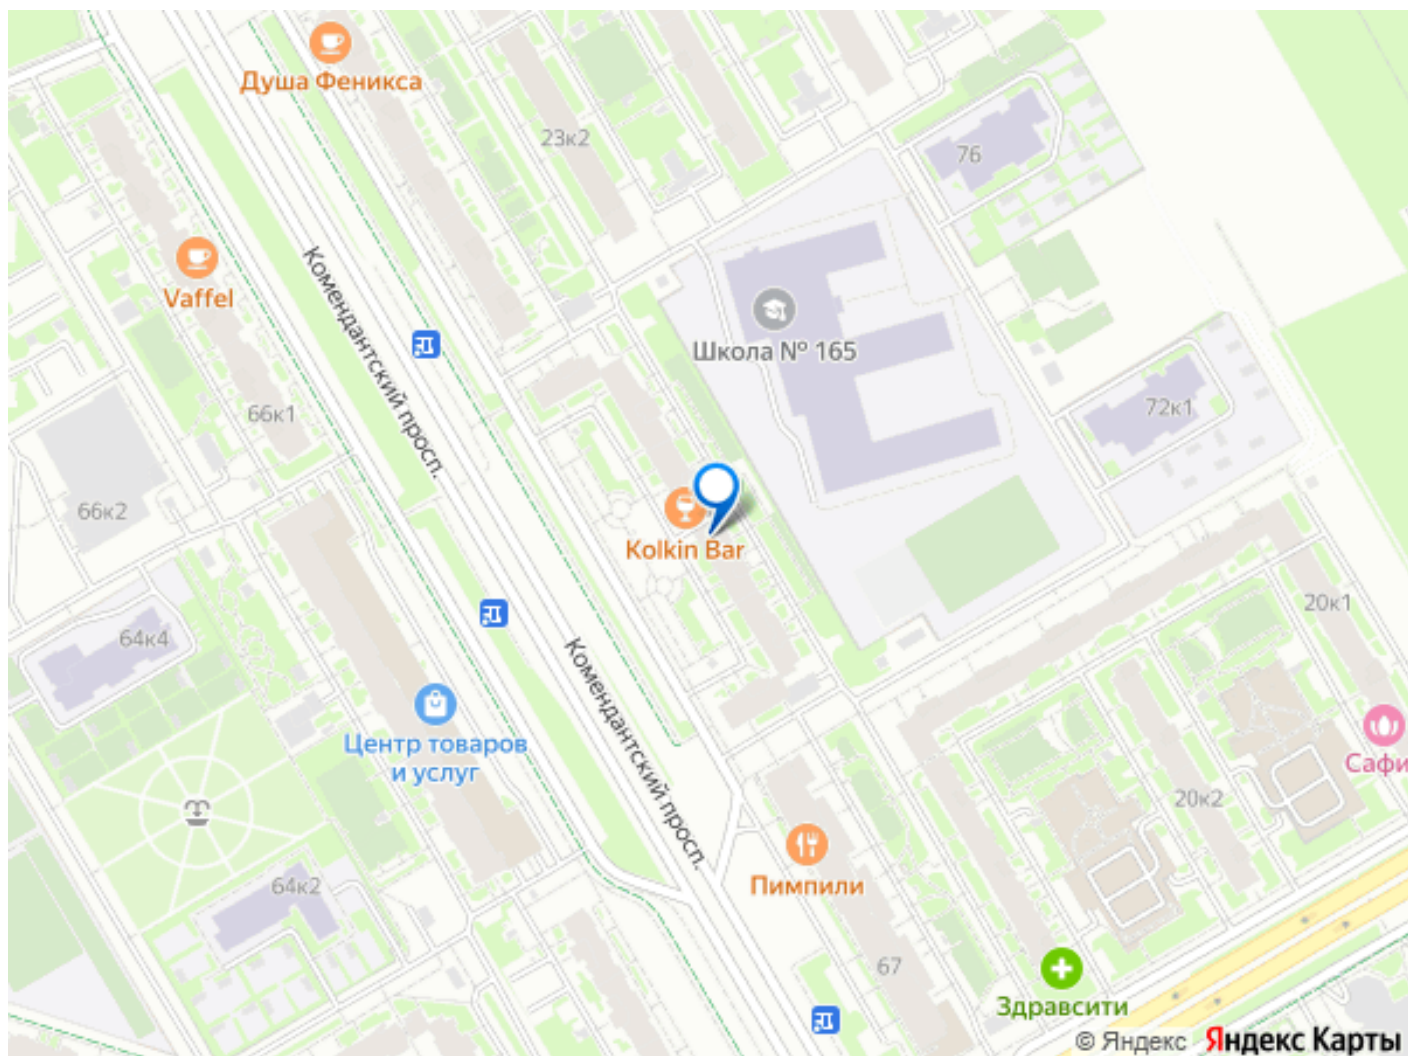 Душа Феникса
23к2
76
Vaffel
Комендантский просп.
Школа № 165
66к1
72к1
66к2
Kolkin Bar
20к1
64к4
Комендантский просп.
Центр товаров
и услуг
Сафи
20к2
Пимпили
64к2
67
Здравсити
© Яндекс Яндекс Карты